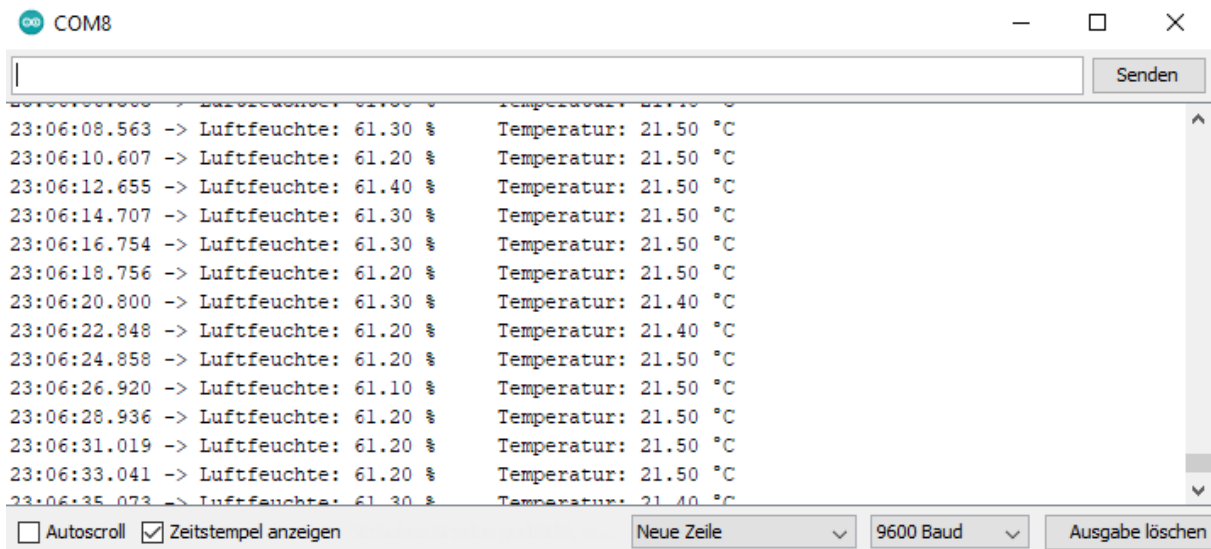 COM8
Senden
23:06:08.563 -> Luftfeuchte: 61.30 % Temperatur: 21.50 °C
23:06:10.607 -> Luftfeuchte: 61.20 % Temperatur: 21.50 °C
23:06:12.655 -> Luftfeuchte: 61.40 % Temperatur: 21.50 °C
23:06:14.707 -> Luftfeuchte: 61.30 % Temperatur: 21.50 °C
23:06:16.754 -> Luftfeuchte: 61.30 % Temperatur: 21.50 °C
23:06:18.756 -> Luftfeuchte: 61.20 % Temperatur: 21.50 °C
23:06:20.800 -> Luftfeuchte: 61.30 % Temperatur: 21.40 °C
23:06:22.848 -> Luftfeuchte: 61.20 % Temperatur: 21.40 °C
23:06:24.858 -> Luftfeuchte: 61.20 % Temperatur: 21.50 °C
23:06:26.920 -> Luftfeuchte: 61.10 % Temperatur: 21.50 °C
23:06:28.936 -> Luftfeuchte: 61.20 % Temperatur: 21.50 °C
23:06:31.019 -> Luftfeuchte: 61.20 % Temperatur: 21.50 °C
23:06:33.041 -> Luftfeuchte: 61.20 % Temperatur: 21.50 °C
23:06:35.073 -> Luftfeuchte: 61.30 % Temperatur: 21.40 °C
Autoscroll Zeitstempel anzeigen Neue Zeile 9600 Baud Ausgabe löschen